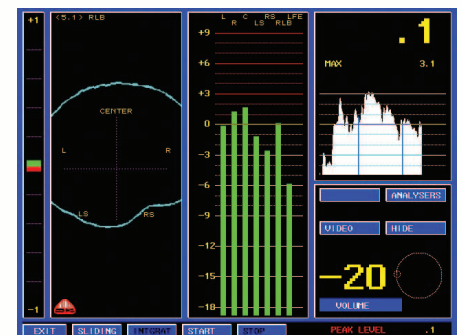 +1
(5.1) RLB
CENTER
L
R
LS
RS
-1
L C RS LFE
R LS RLB
+9
+6
+3
0
-3
-6
-9
-12
-15
-18
.1
MAX 3.1
ANALYSERS
VIDEO HIDE
-20
VOLUME
EXIT SLIDING INTGRAT START STOP PEAK LEVEL .1